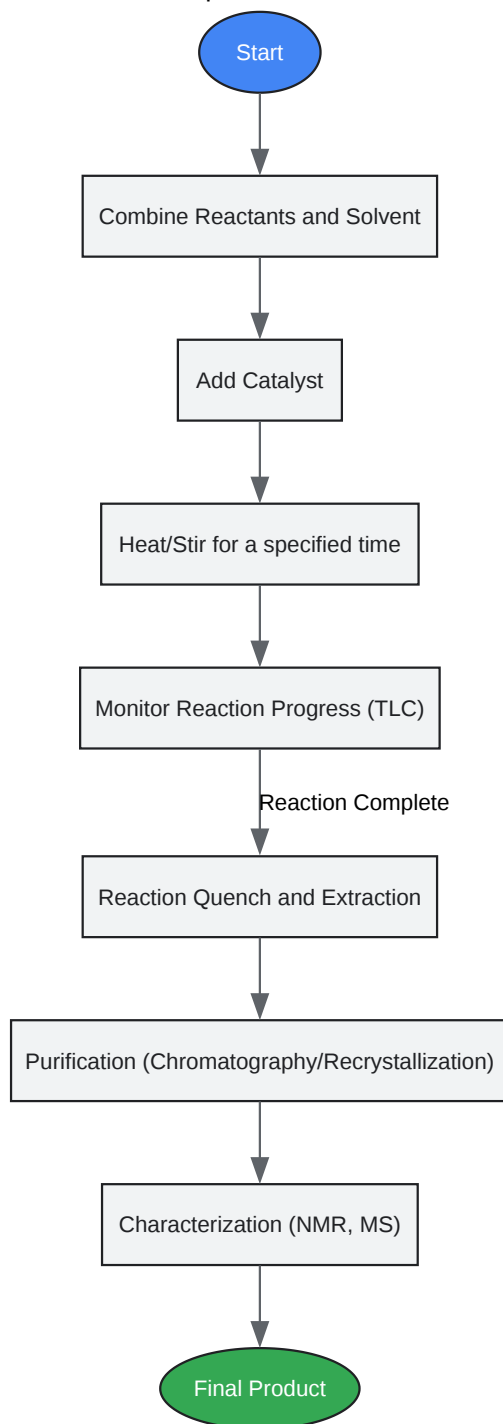 Start
Combine Reactants and Solvent
Add Catalyst
Heat/Stir for a specified time
Monitor Reaction Progress (TLC)
Reaction Complete
Reaction Quench and Extraction
Purification (Chromatography/Recrystallization)
Characterization (NMR, MS)
Final Product